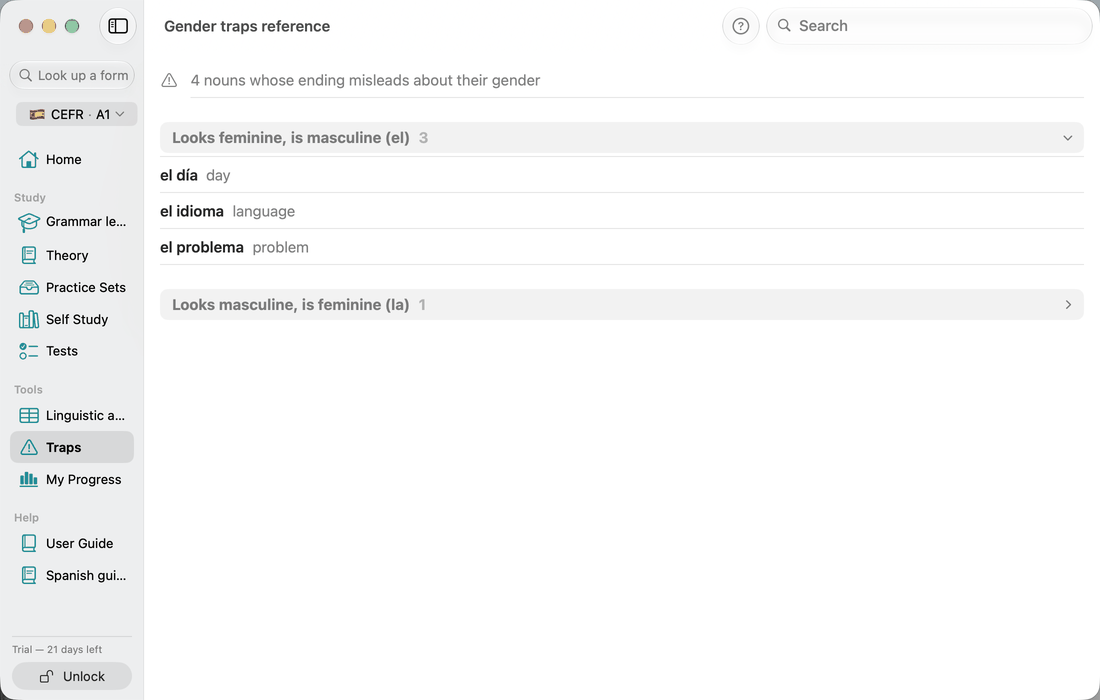 Gender traps reference
Search
Look up a form
CEFR · A1
Home
Study
Grammar le...
Theory
Practice Sets
Self Study
Tests
Tools
Linguistic a...
Traps
My Progress
Help
User Guide
Spanish gui...
Trial — 21 days left
Unlock
4 nouns whose ending misleads about their gender
Looks feminine, is masculine (el) 3
el día day
el idioma language
el problema problem
Looks masculine, is feminine (la) 1